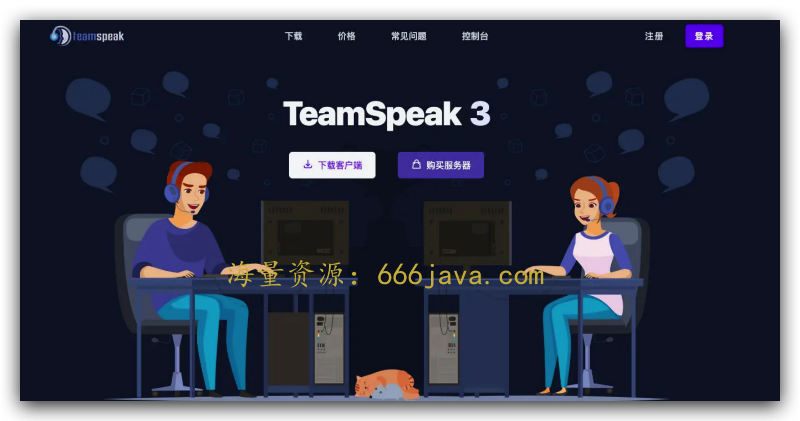 teamspeak
下载
价格
常见问题
控制台
注册
登录
TeamSpeak 3
下载客户端
购买服务器
海量资源：666java.com